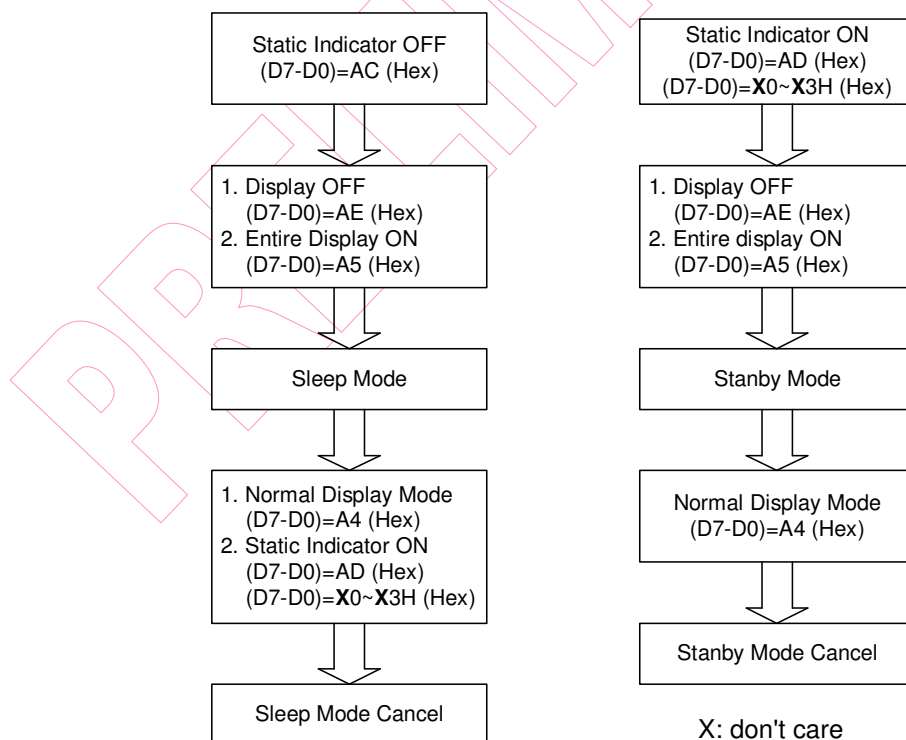 Static Indicator OFF
(D7-D0)=AC (Hex)
1. Display OFF
(D7-D0)=AE (Hex)
2. Entire Display ON
(D7-D0)=A5 (Hex)
Sleep Mode
1. Normal Display Mode
(D7-D0)=A4 (Hex)
2. Static Indicator ON
(D7-D0)=AD (Hex)
(D7-D0)=X0~X3H (Hex)
Sleep Mode Cancel
Static Indicator ON
(D7-D0)=AD (Hex)
(D7-D0)=X0~X3H (Hex)
1. Display OFF
(D7-D0)=AE (Hex)
2. Entire display ON
(D7-D0)=A5 (Hex)
Stanby Mode
Normal Display Mode
(D7-D0)=A4 (Hex)
Stanby Mode Cancel
X: don't care